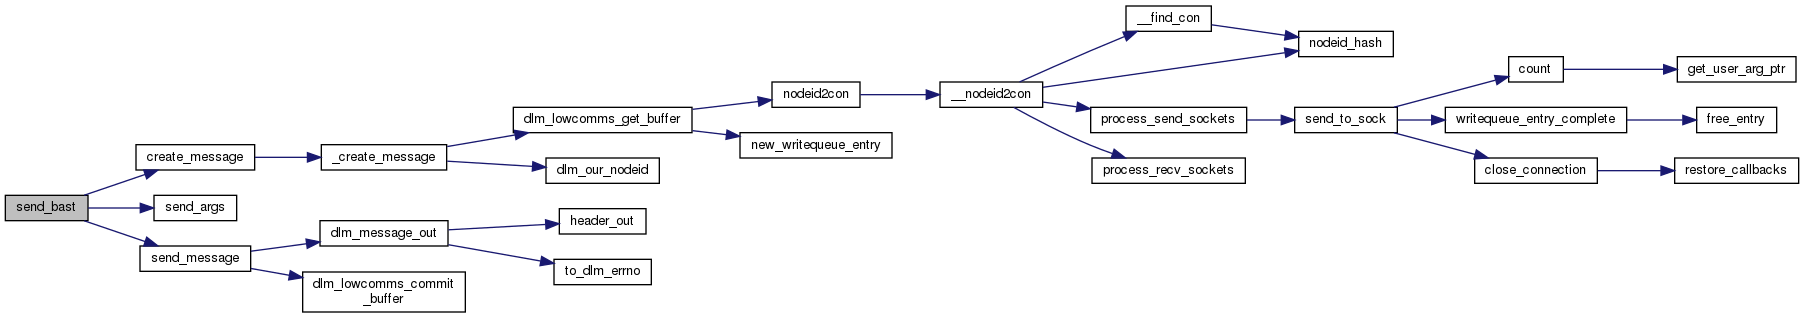 send_bast
create_message
send_args
send_message
_create_message
dlm_message_out
dlm_lowcomms_commit
_buffer
dlm_lowcomms_get_buffer
dlm_our_nodeid
header_out
to_dlm_errno
nodeid2con
new_writequeue_entry
__nodeid2con
__find_con
nodeid_hash
process_send_sockets
process_recv_sockets
send_to_sock
count
writequeue_entry_complete
close_connection
get_user_arg_ptr
free_entry
restore_callbacks